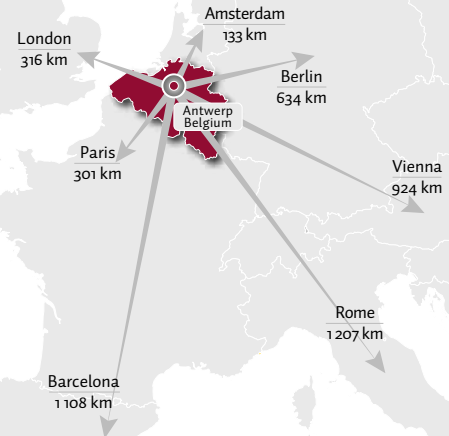 Amsterdam
133 km
London
316 km
Berlin
634 km
Antwerp
Belgium
Paris
301 km
Vienna
924 km
Rome
1 207 km
Barcelona
1 108 km